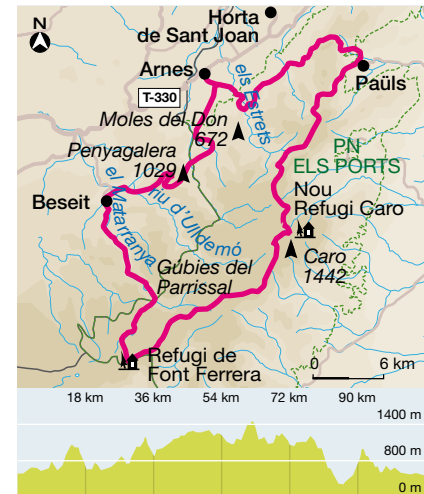 N
Horta
de Sant Joan
Arnes
T-330
els Estrets
Paüls
Moles del Don
672
Penyagalera
1029
PN
ELS PORTS
Nou
Refugi Caro
Beseit
el Matarranya
riu d'Ulldemó
Caro
1442
Gúbies del
Parrissal
Refugi de
Font Ferrera
0 6 km
18 km 36 km 54 km 72 km 90 km
1400 m
800 m
0 m